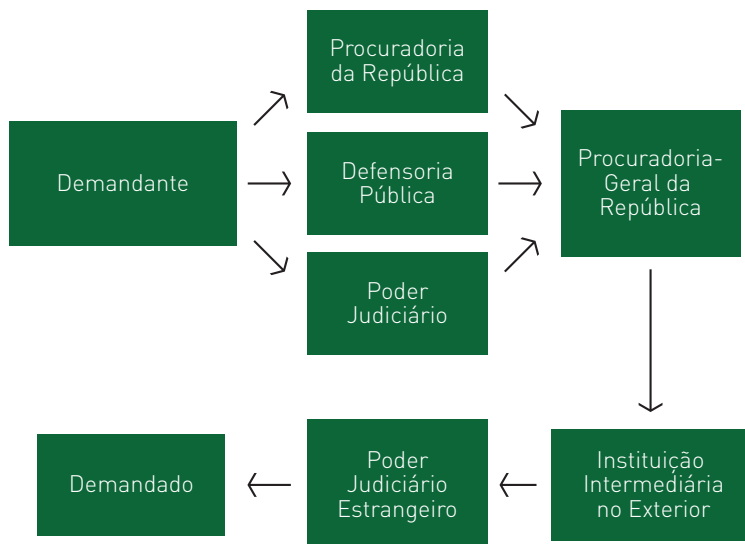 Procuradoria
da República
Demandante
Defensoria
Pública
Procuradoria-
Geral da
República
Poder
Judiciário
Demandado
Poder
Judiciário
Estrangeiro
Instituição
Intermediária
no Exterior